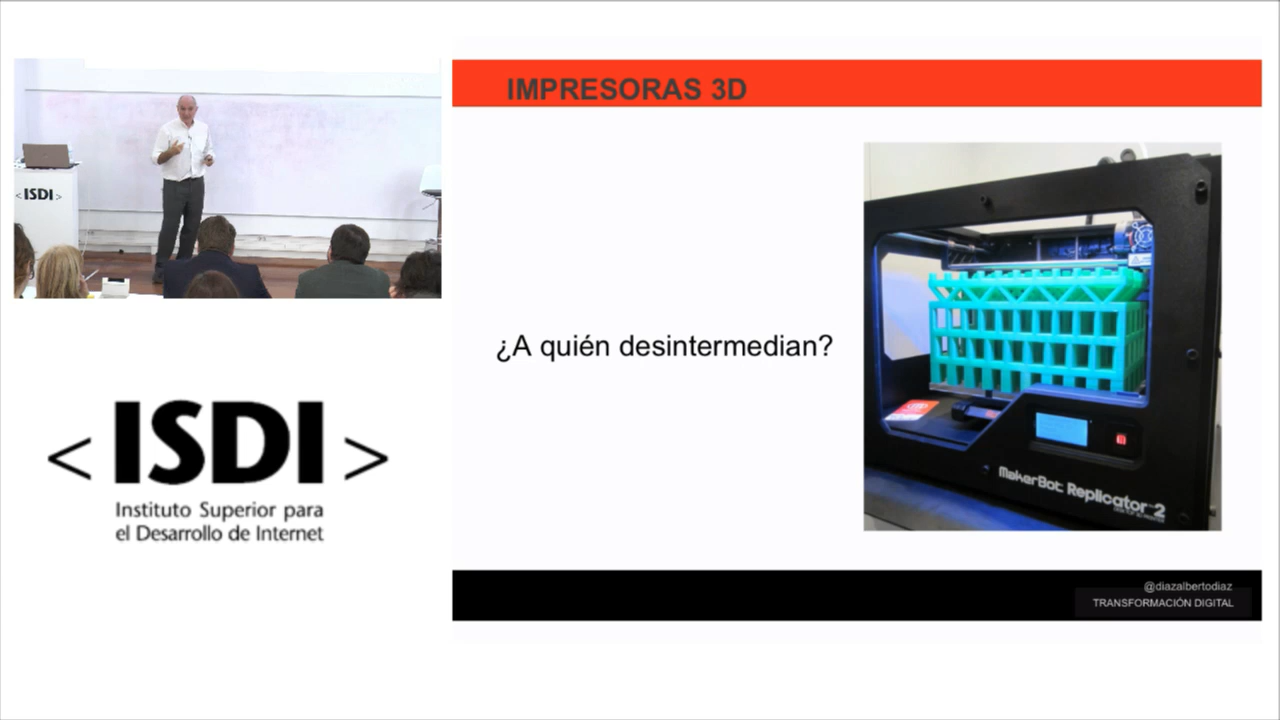 IMPRESORAS 3D
<ISDI>
¿A quién desintermedian?
MakerBot Replicator 2
< ISDI >
Instituto Superior para
el Desarrollo de Internet
@diazalbertodiaz
TRANSFORMACIÓN DIGITAL